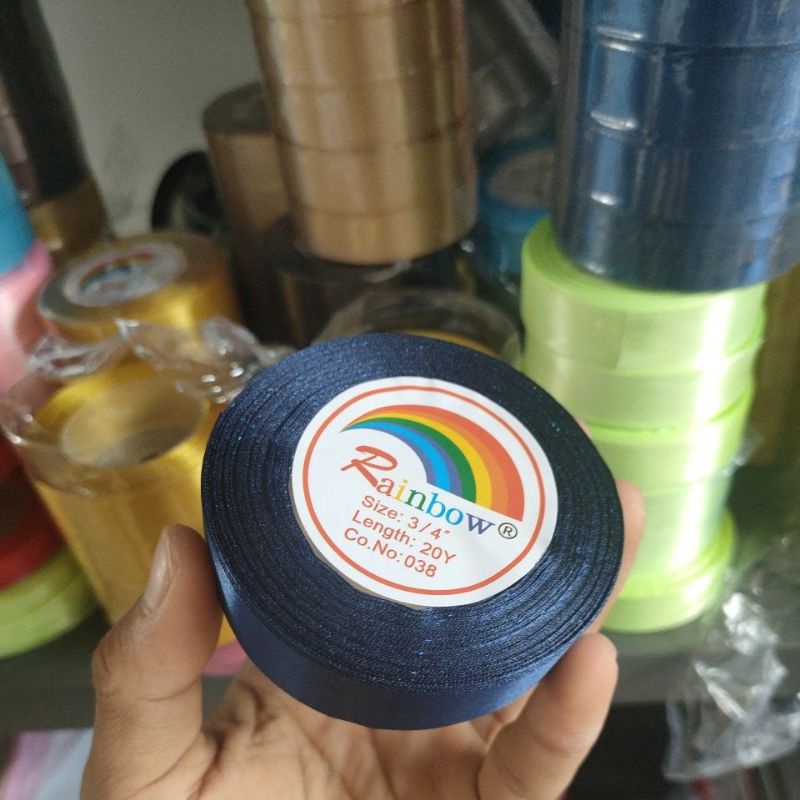 Rainbow®
Size: 3/4"
Length: 20Y
Co.No:038